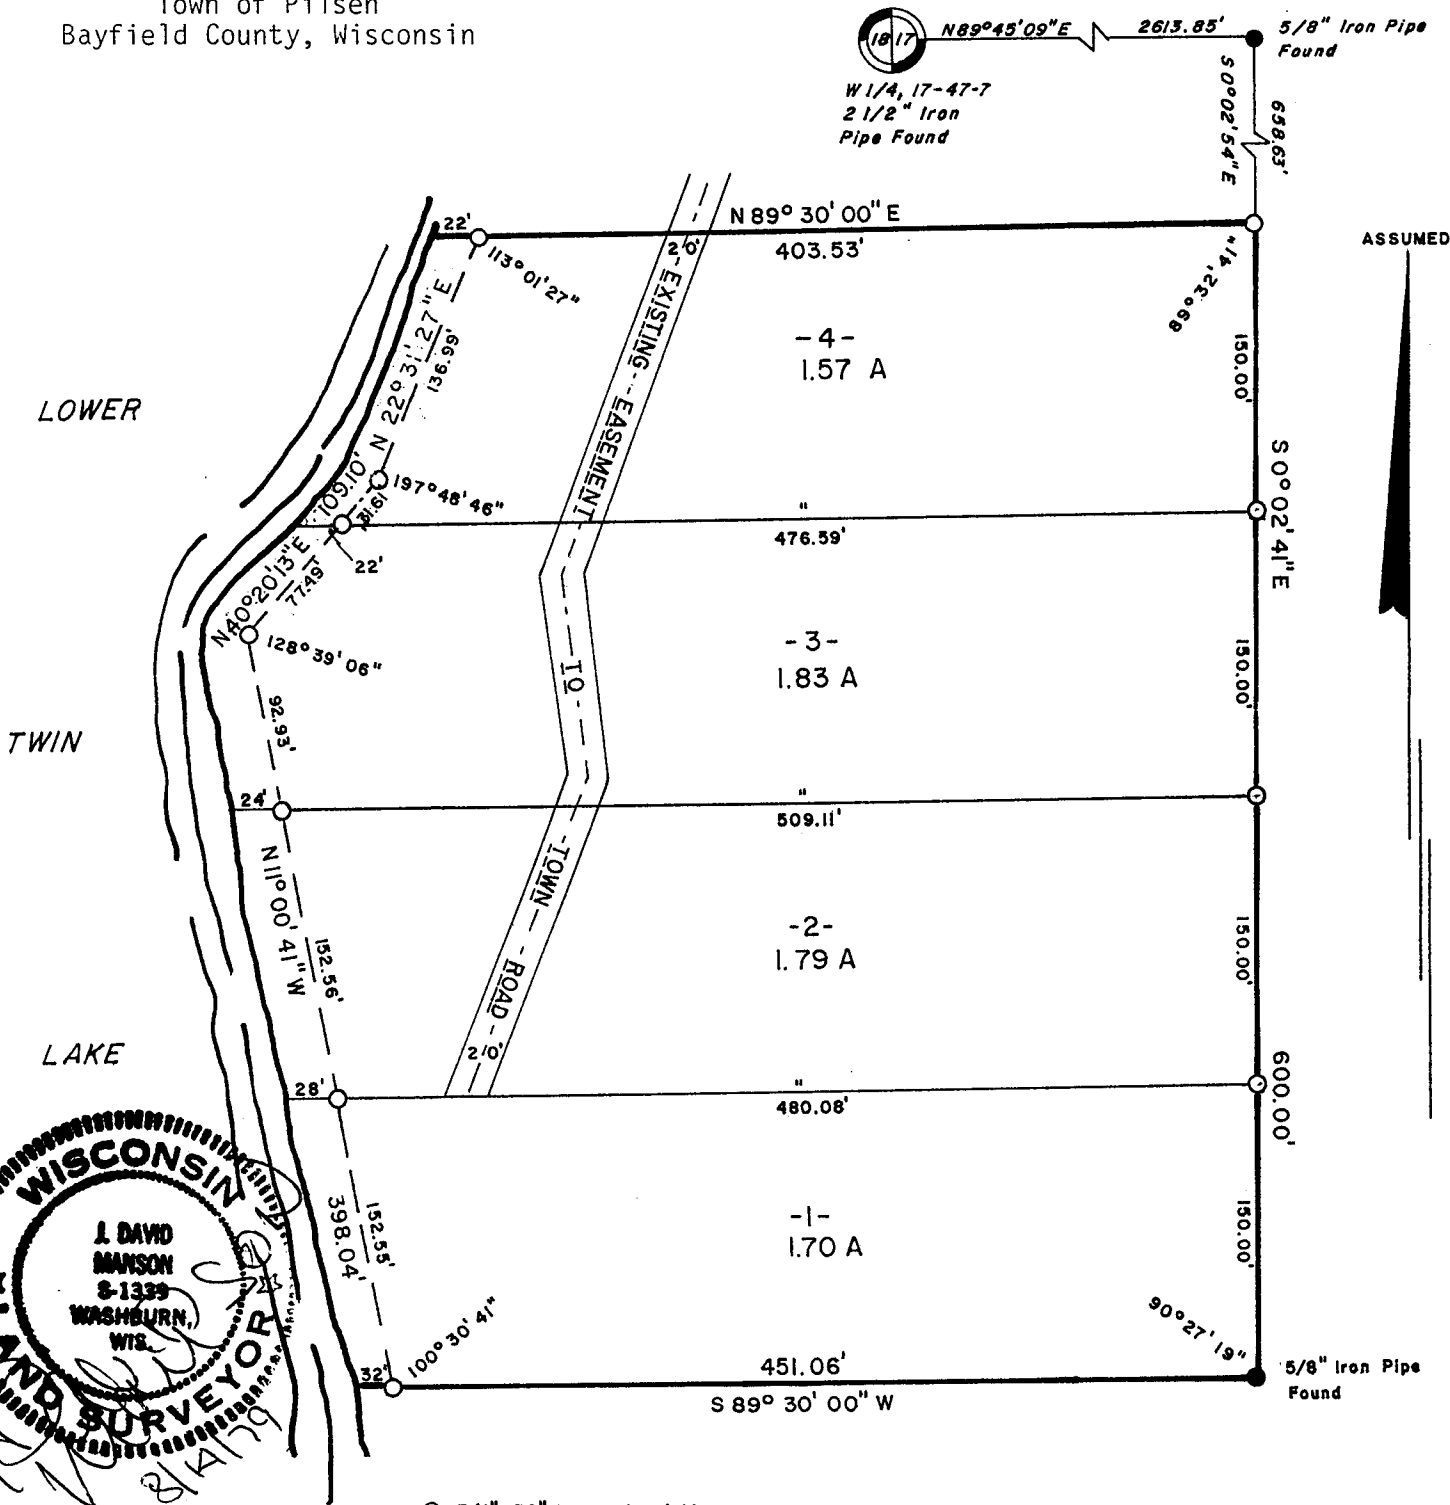 Town of Pilsen
Bayfield County, Wisconsin
18 17
N89°45'09"E
2613.85'
5/8" Iron Pipe
Found
W 1/4, 17-47-7
2 1/2" Iron
Pipe Found
S 0°02'54" E
658.63'
22'
N 89° 30' 00" E
403.53'
20'
113° 01' 27"
89° 32' 41"
ASSUMED
N 22° 31' 27" E
136.99'
-4-
1.57 A
150.00'
LOWER
EXISTING - EASEMENT
109.10'
31.61
197° 48' 46"
"
476.59'
S 0° 02' 41" E
N 40° 20' 13" E
77.49'
22'
128° 39' 06"
-3-
1.83 A
150.00'
TO
92.93'
TWIN
24'
"
509.11'
N 11° 00' 41" W
152.56'
TOWN - ROAD
-2-
1.79 A
150.00'
20'
LAKE
28'
"
480.08'
600.00'
398.04'
152.55'
-1-
1.70 A
150.00'
WISCONSIN
J. DAVID
MANSON
S-1339
WASHBURN,
WIS.
LAND SURVEYOR
8/14/79
32'
100° 30' 41"
451.06'
S 89° 30' 00" W
90° 27' 19"
5/8" Iron Pipe
Found